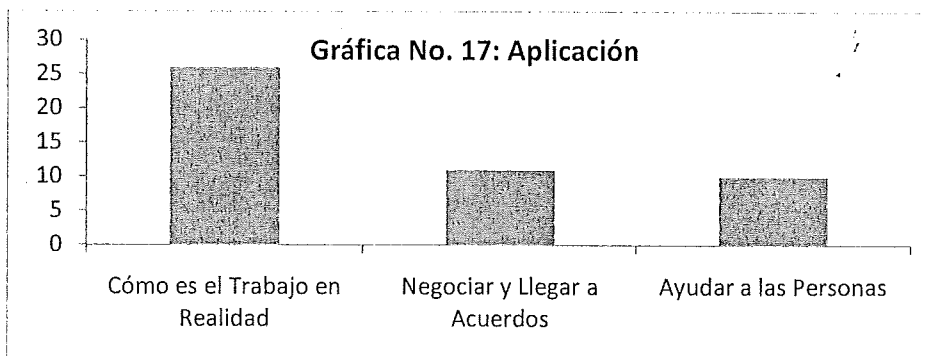 Gráfica No. 17: Aplicación
30
25
20
15
10
5
0
Cómo es el Trabajo en
Realidad
Negociar y Llegar a
Acuerdos
Ayudar a las Personas